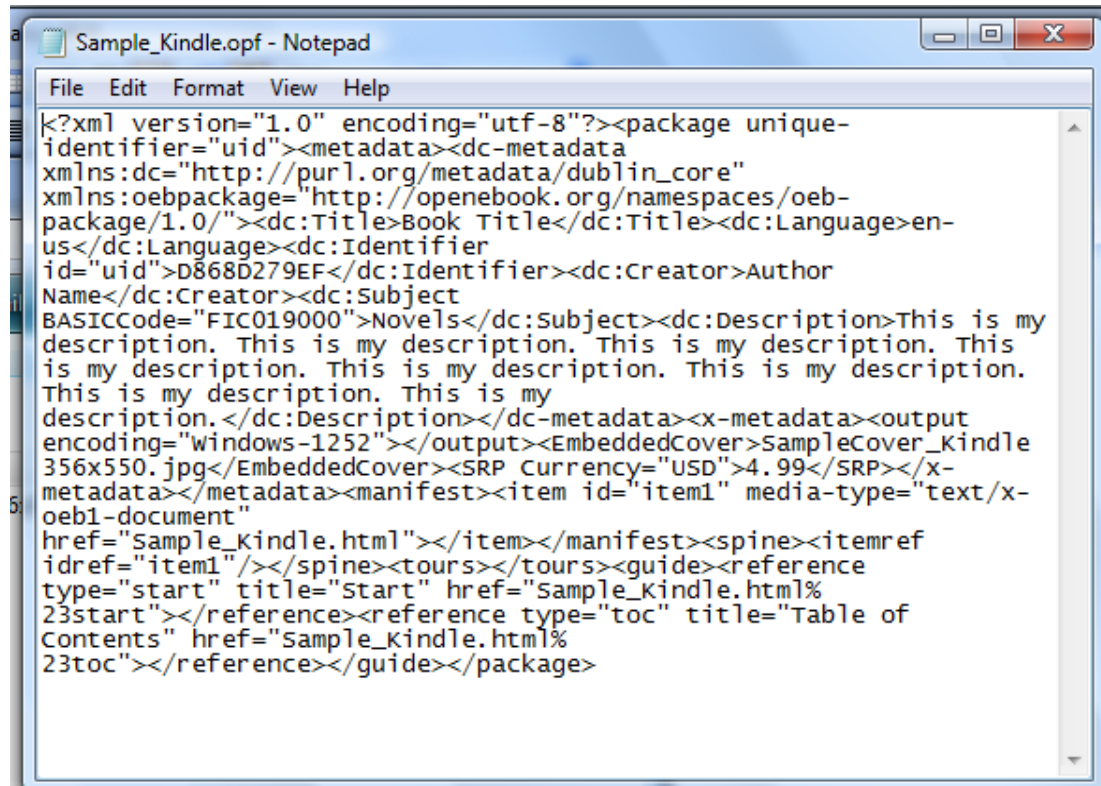 Sample_Kindle.opf - Notepad
File Edit Format View Help
<?xml version="1.0" encoding="utf-8"?><package unique-
identifier="uid"><metadata><dc-metadata
xmlns:dc="http://purl.org/metadata/dublin_core"
xmlns:oebpackage="http://openebook.org/namespaces/oeb-
package/1.0/"><dc:Title>Book Title</dc:Title><dc:Language>en-
us</dc:Language><dc:Identifier
id="uid">D868D279EF</dc:Identifier><dc:Creator>Author
Name</dc:Creator><dc:Subject
BASICCode="FIC019000">Novels</dc:Subject><dc:Description>This is my
description. This is my description. This is my description. This
is my description. This is my description. This is my description.
This is my description. This is my
description.</dc:Description></dc-metadata><x-metadata><output
encoding="Windows-1252"></output><EmbeddedCover>SampleCover_Kindle
356x550.jpg</EmbeddedCover><SRP Currency="USD">4.99</SRP></x-
metadata></metadata><manifest><item id="item1" media-type="text/x-
oeb1-document"
href="Sample_Kindle.html"></item></manifest><spine><itemref
idref="item1"/></spine><tours></tours><guide><reference
type="start" title="Start" href="Sample_Kindle.html%
23start"></reference><reference type="toc" title="Table of
Contents" href="Sample_Kindle.html%
23toc"></reference></guide></package>